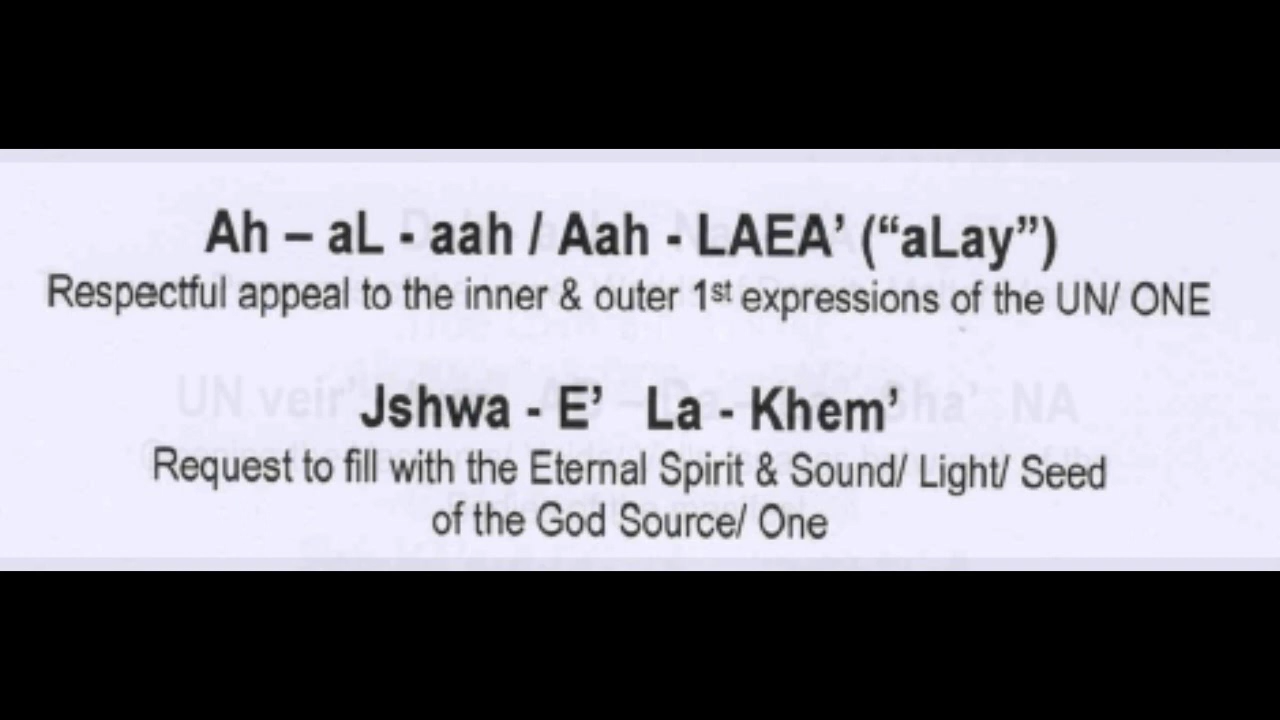 Ah – aL - aah / Aah - LAEA’ (“aLay”)
Respectful appeal to the inner & outer 1st expressions of the UN/ ONE
Jshwa - E’ La - Khem’
Request to fill with the Eternal Spirit & Sound/ Light/ Seed
of the God Source/ One